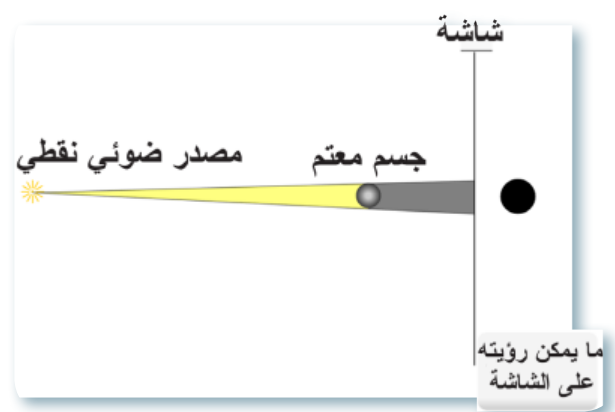 شاشة
جسم معتم
مصدر ضوئي نقطي
ما يمكن رؤيته
على الشاشة